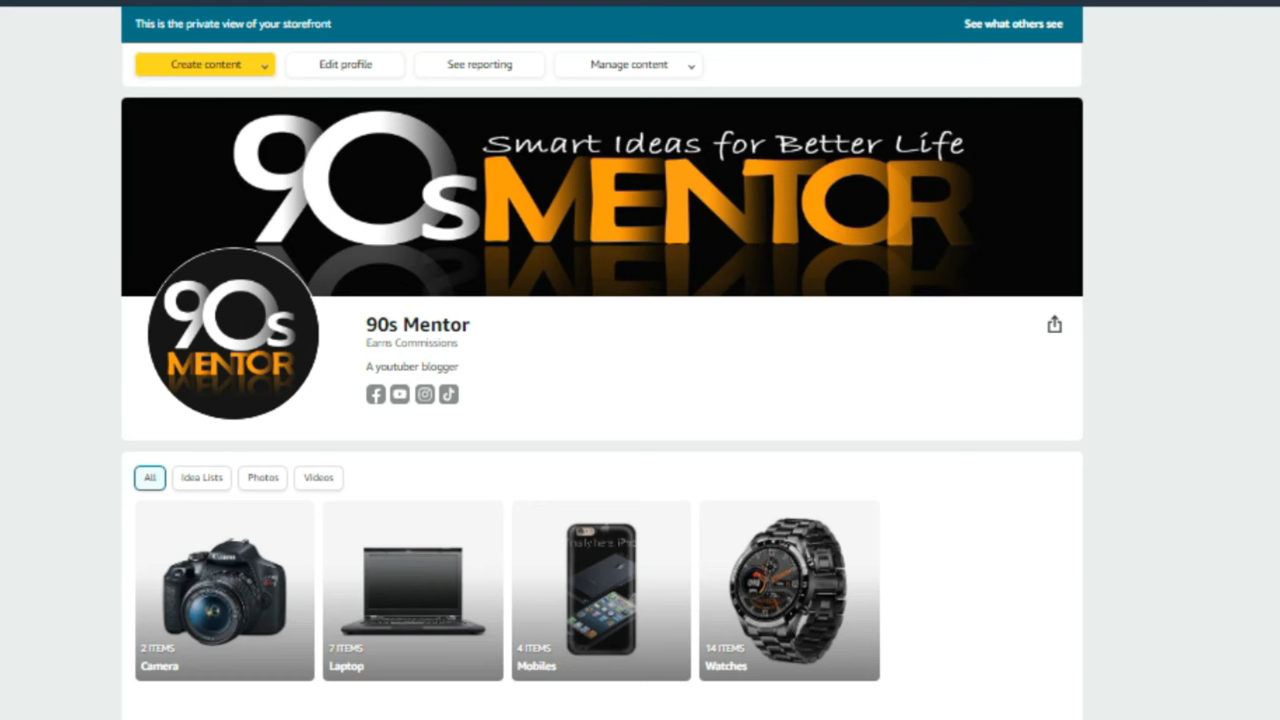 This is the private view of your storefront
See what others see
Create content
Edit profile
See reporting
Manage content
90s MENTOR
Smart Ideas for Better Life
90s
MENTOR
90s Mentor
Earns Commissions
A youtuber blogger
All
Idea Lists
Photos
Videos
Canon
2 ITEMS
Camera
7 ITEMS
Laptop
4 ITEMS
Mobiles
14 ITEMS
Watches